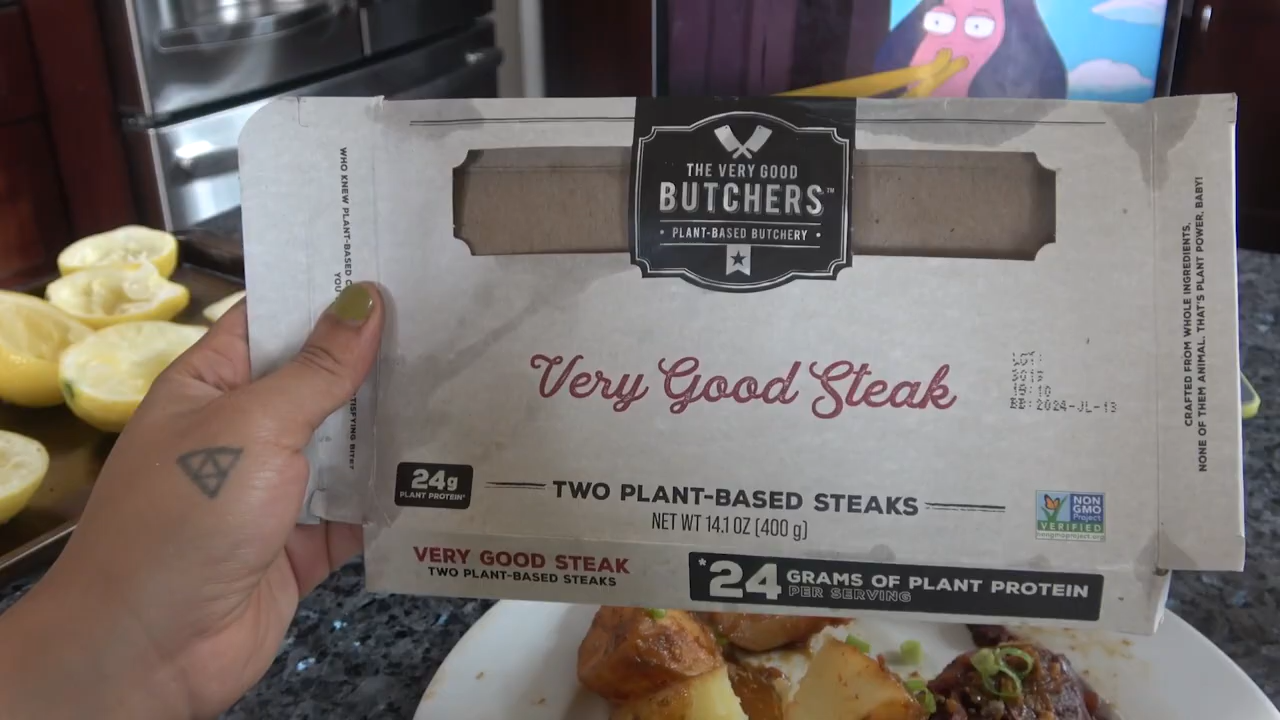 THE VERY GOOD
BUTCHERS™
• PLANT-BASED BUTCHERY •
Very Good Steak
BB: 2024-JL-13
24g
PLANT PROTEIN*
TWO PLANT-BASED STEAKS
NET WT 14.1 OZ (400 g)
NON
GMO
Project
VERIFIED
nongmoproject.org
VERY GOOD STEAK
TWO PLANT-BASED STEAKS
*24 GRAMS OF PLANT PROTEIN
PER SERVING
WHO KNEW PLANT-BASED
CRAFTED FROM WHOLE INGREDIENTS,
NONE OF THEM ANIMAL. THAT'S PLANT POWER, BABY!